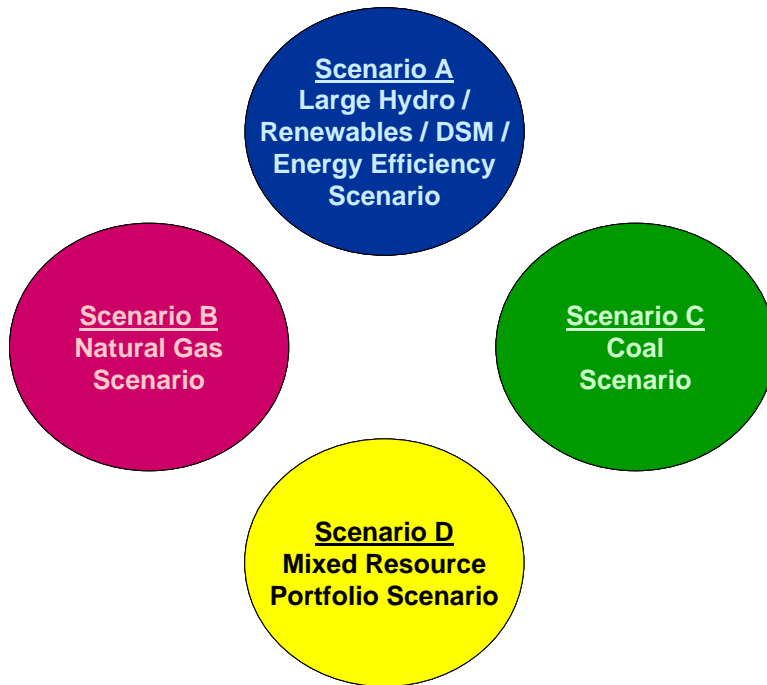 Scenario A
Large Hydro /
Renewables / DSM /
Energy Efficiency
Scenario
Scenario B
Natural Gas
Scenario
Scenario C
Coal
Scenario
Scenario D
Mixed Resource
Portfolio Scenario